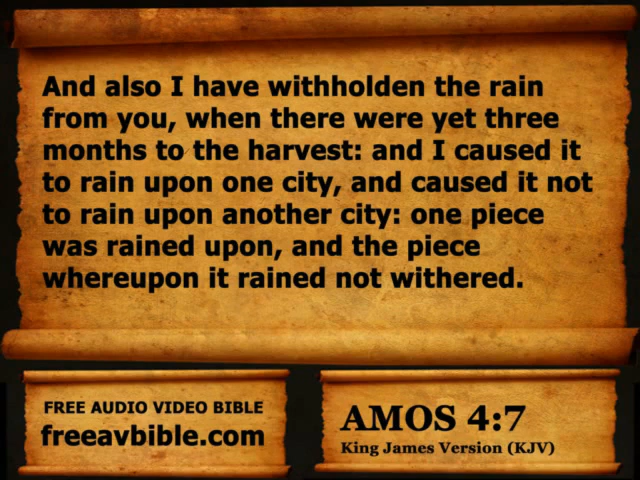 And also I have withholden the rain
from you, when there were yet three
months to the harvest: and I caused it
to rain upon one city, and caused it not
to rain upon another city: one piece
was rained upon, and the piece
whereupon it rained not withered.
FREE AUDIO VIDEO BIBLE
freeavbible.com
AMOS 4:7
King James Version (KJV)